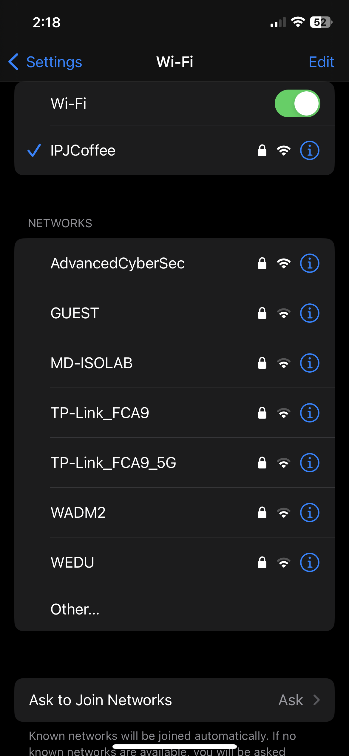 2:18
52
Settings
Wi-Fi
Edit
Wi-Fi
IPJCoffee
NETWORKS
AdvancedCyberSec
GUEST
MD-ISOLAB
TP-Link_FCA9
TP-Link_FCA9_5G
WADM2
WEDU
Other...
Ask to Join Networks
Ask
Known networks will be joined automatically. If no
known networks are available, you will be asked